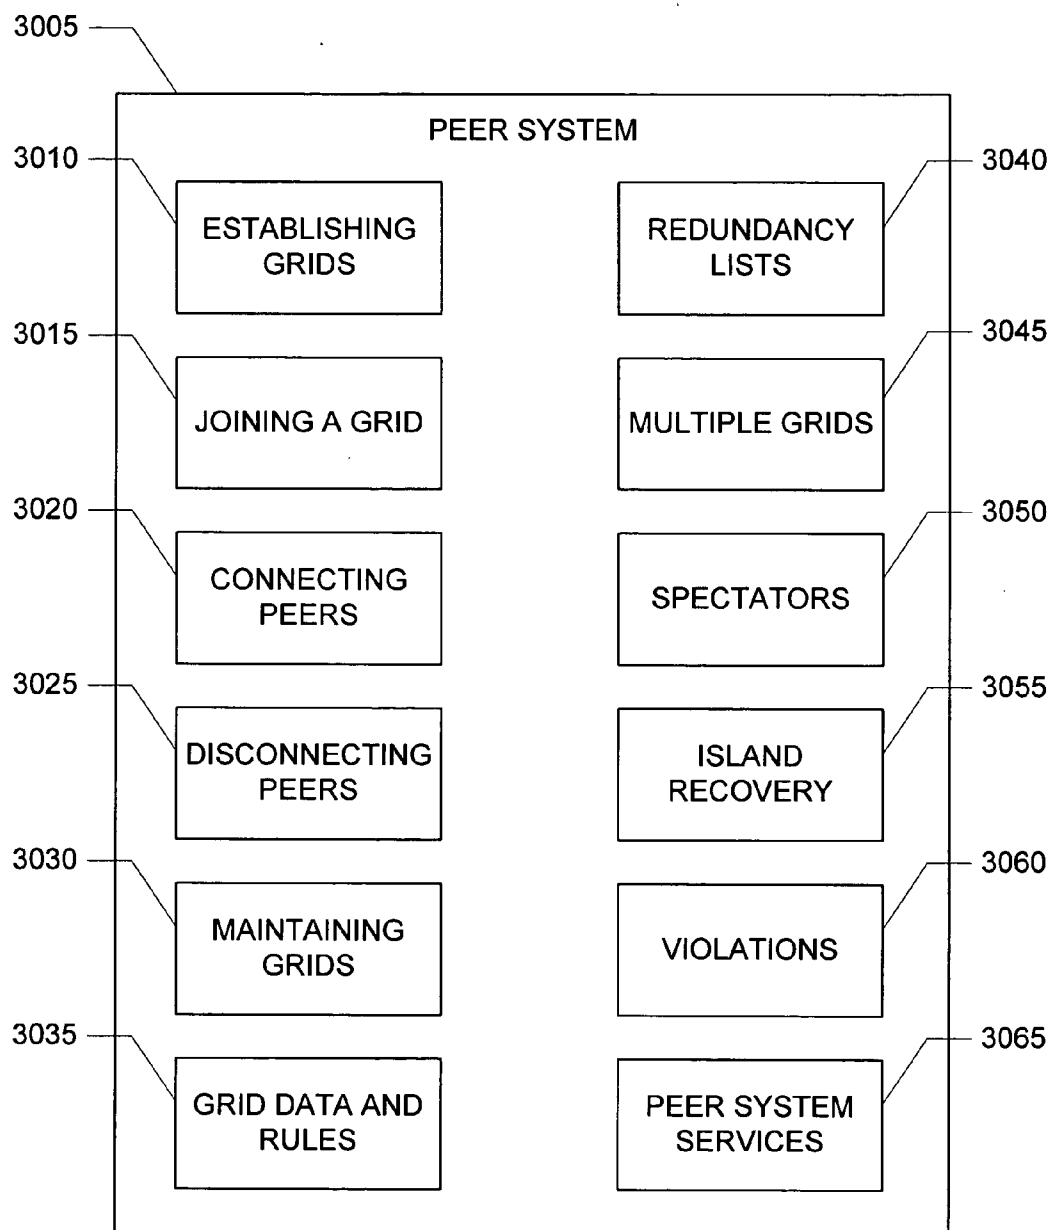 3005
PEER SYSTEM
3010
ESTABLISHING
GRIDS
3015
JOINING A GRID
3020
CONNECTING
PEERS
3025
DISCONNECTING
PEERS
3030
MAINTAINING
GRIDS
3035
GRID DATA AND
RULES
3040
REDUNDANCY
LISTS
3045
MULTIPLE GRIDS
3050
SPECTATORS
3055
ISLAND
RECOVERY
3060
VIOLATIONS
3065
PEER SYSTEM
SERVICES